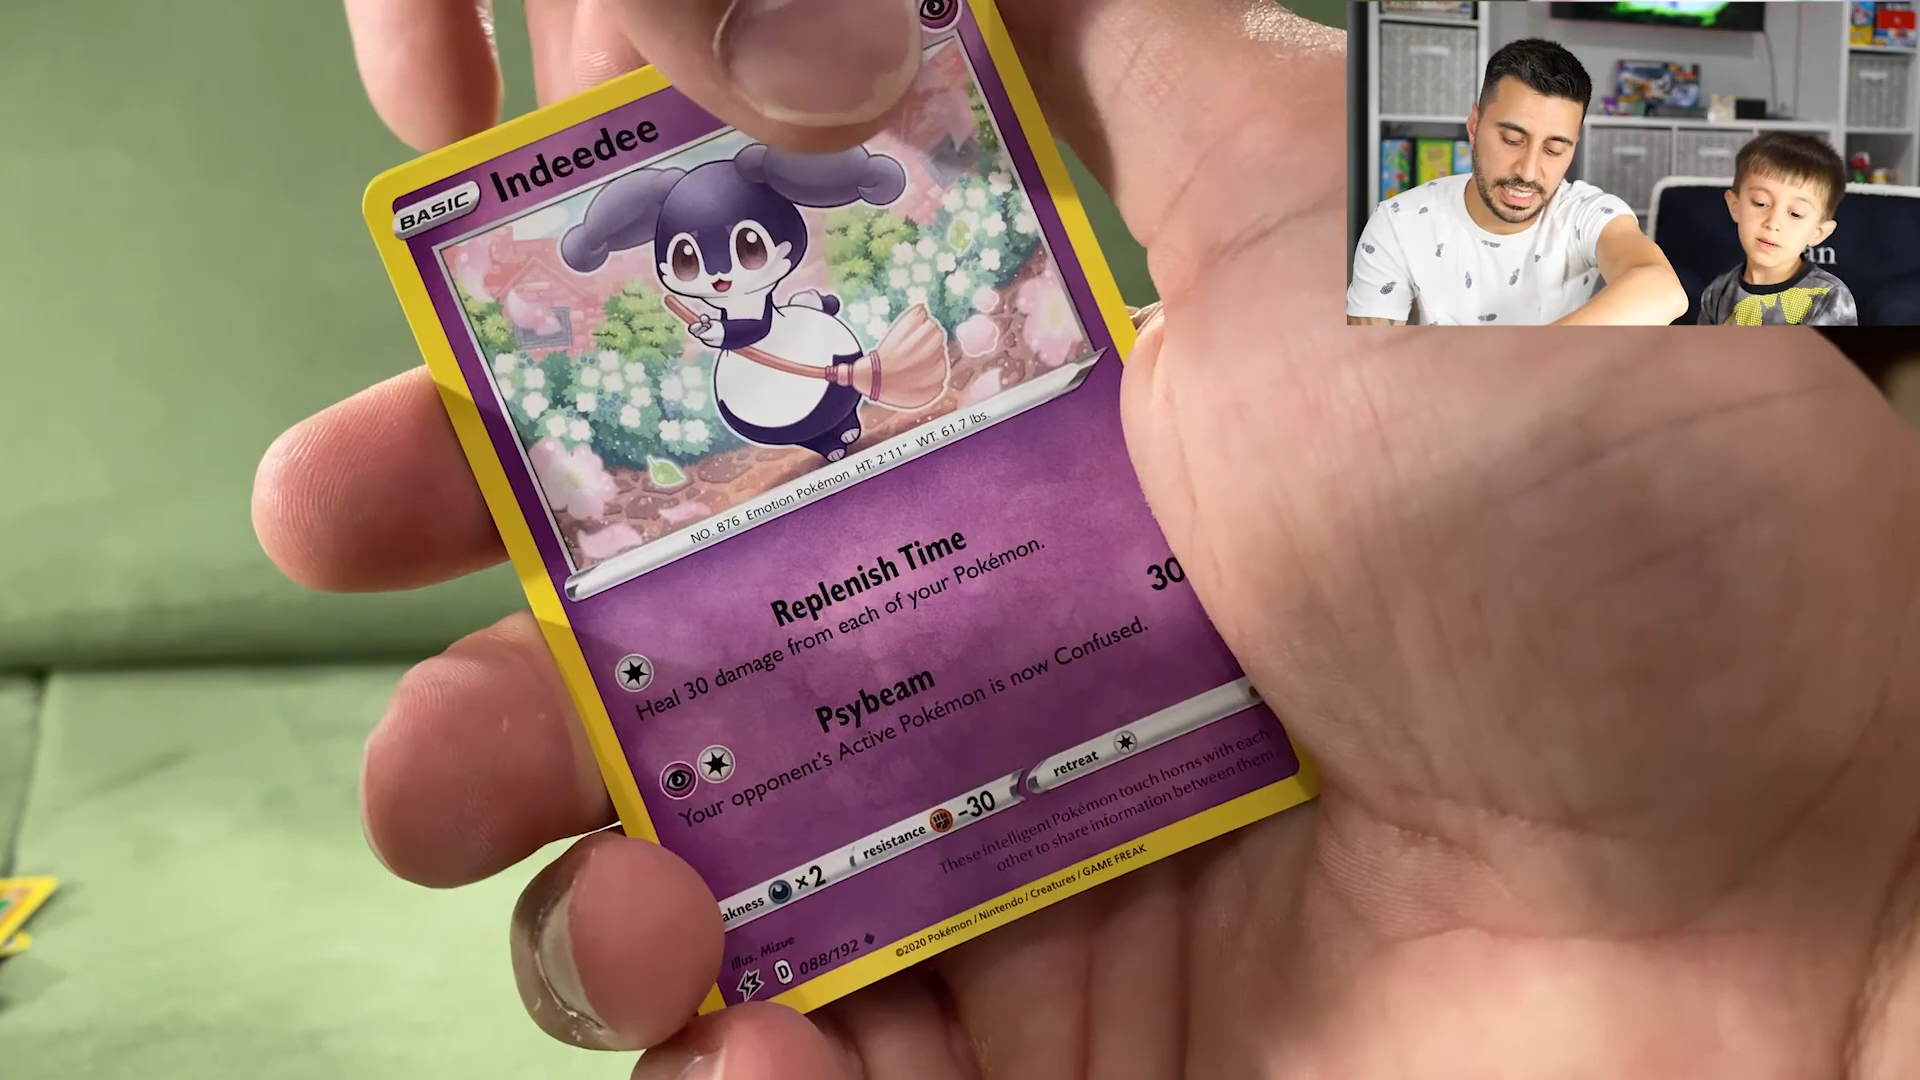 BASIC
Indeedee
NO. 876 Emotion Pokémon HT: 2'11" WT: 61.7 lbs.
Replenish Time
Heal 30 damage from each of your Pokémon.
Psybeam
30
Your opponent's Active Pokémon is now Confused.
akness ×2
resistance -30
retreat
These intelligent Pokémon touch horns with each
other to share information between them
Illus. Mizue
D 088/192
©2020 Pokémon / Nintendo / Creatures / GAME FREAK
an